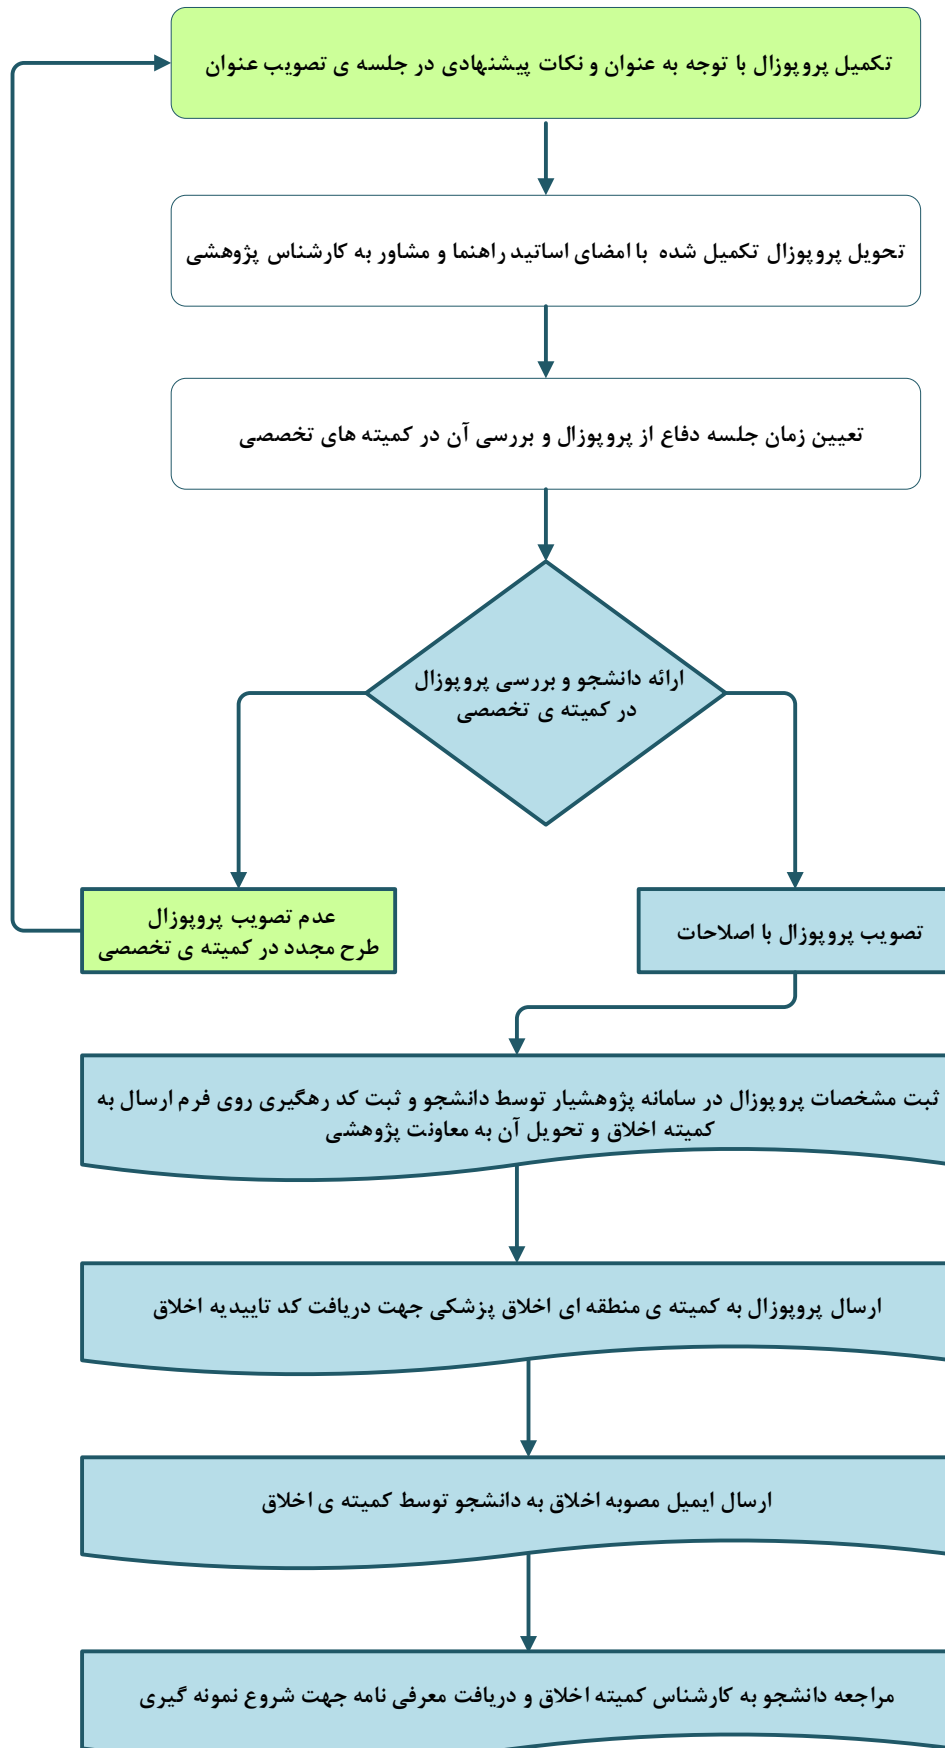 تکمیل پروپوزال با توجه به عنوان و نکات پیشنهادی در جلسه ی تصویب عنوان
تحویل پروپوزال تکمیل شده با امضای اساتید راهنما و مشاور به کارشناس پژوهشی
تعیین زمان جلسه دفاع از پروپوزال و بررسی آن در کمیته های تخصصی
ارائه دانشجو و بررسی پروپوزال
در کمیته ی تخصصی
تصویب پروپوزال با اصلاحات
عدم تصویب پروپوزال
طرح مجدد در کمیته ی تخصصی
ثبت مشخصات پروپوزال در سامانه پژوهشیار توسط دانشجو و ثبت کد رهگیری روی فرم ارسال به
کمیته اخلاق و تحویل آن به معاونت پژوهشی
ارسال پروپوزال به کمیته ی منطقه ای اخلاق پزشکی جهت دریافت کد تاییدیه اخلاق
ارسال ایمیل مصوبه اخلاق به دانشجو توسط کمیته ی اخلاق
مراجعه دانشجو به کارشناس کمیته اخلاق و دریافت معرفی نامه جهت شروع نمونه گیری